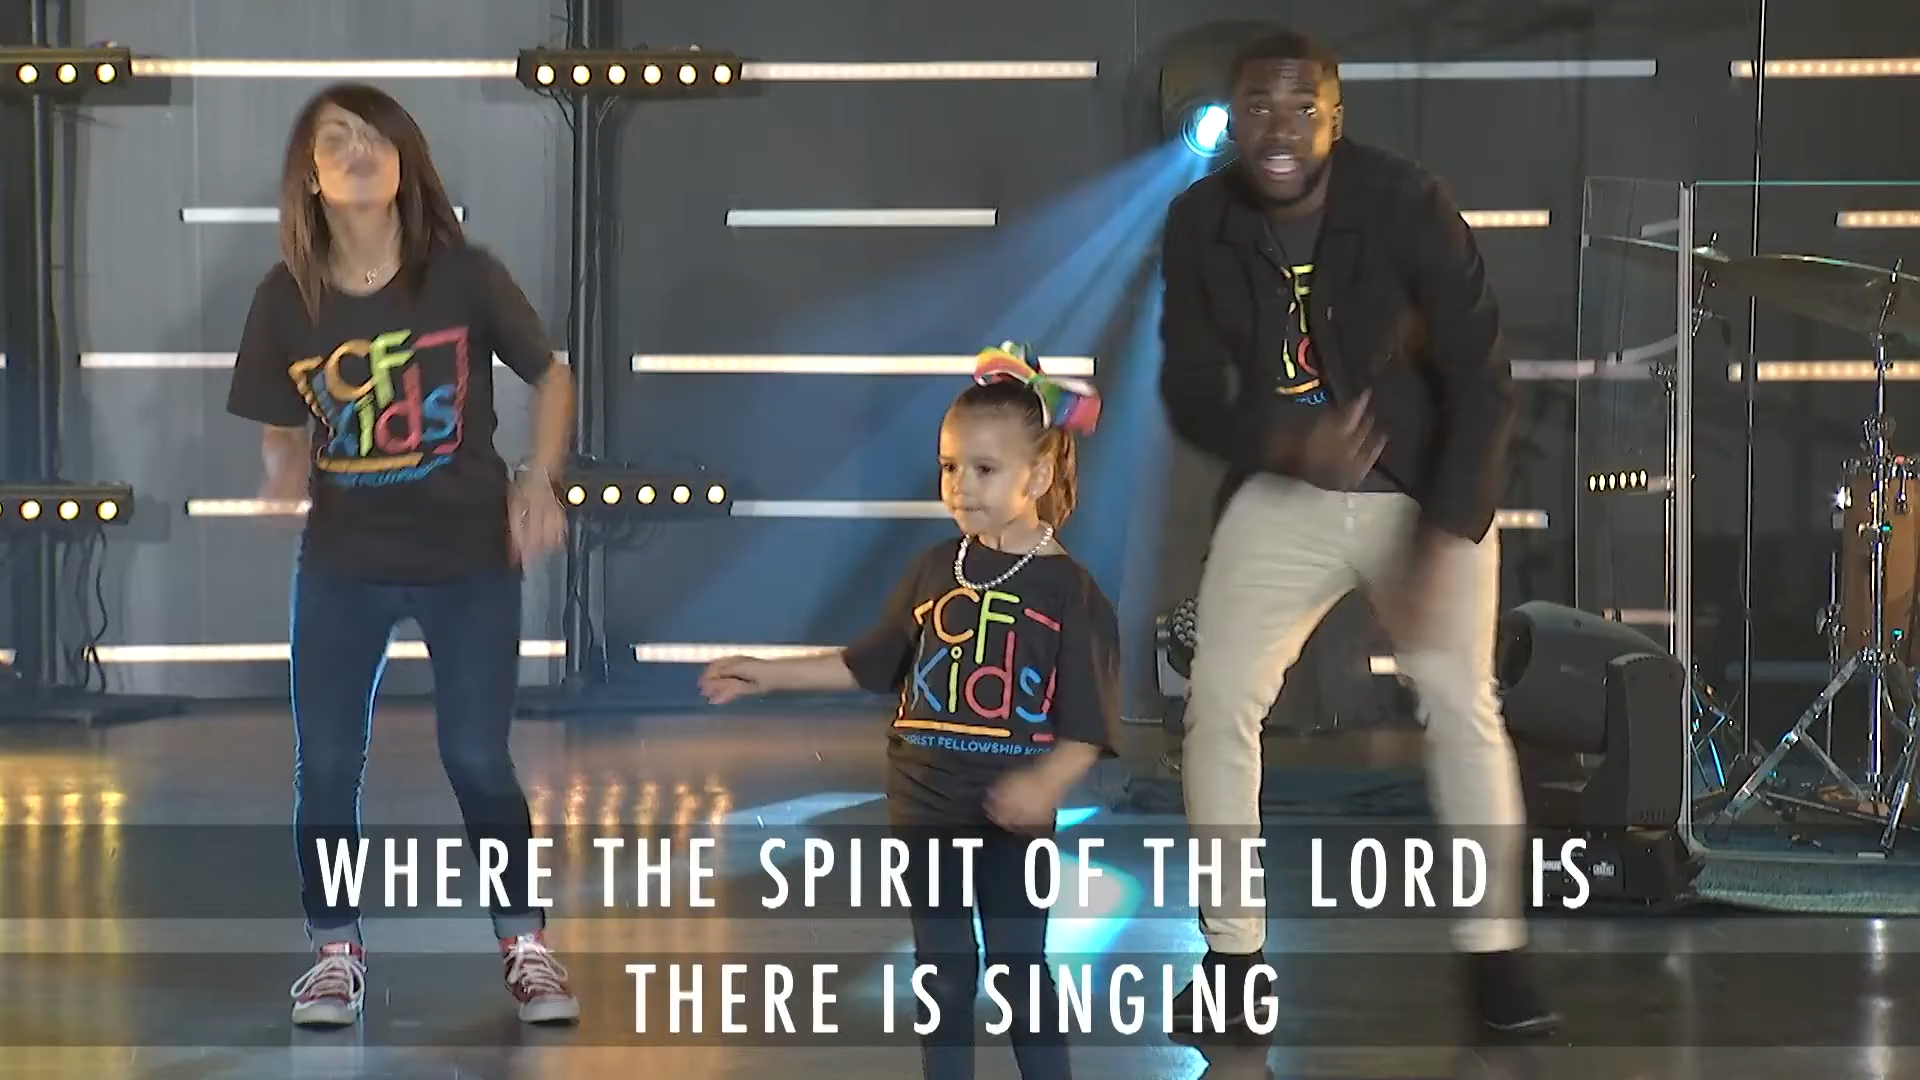 CF
Kids
F
CF
Kids
CHRIST FELLOWSHIP KIDS
WHERE THE SPIRIT OF THE LORD IS
THERE IS SINGING